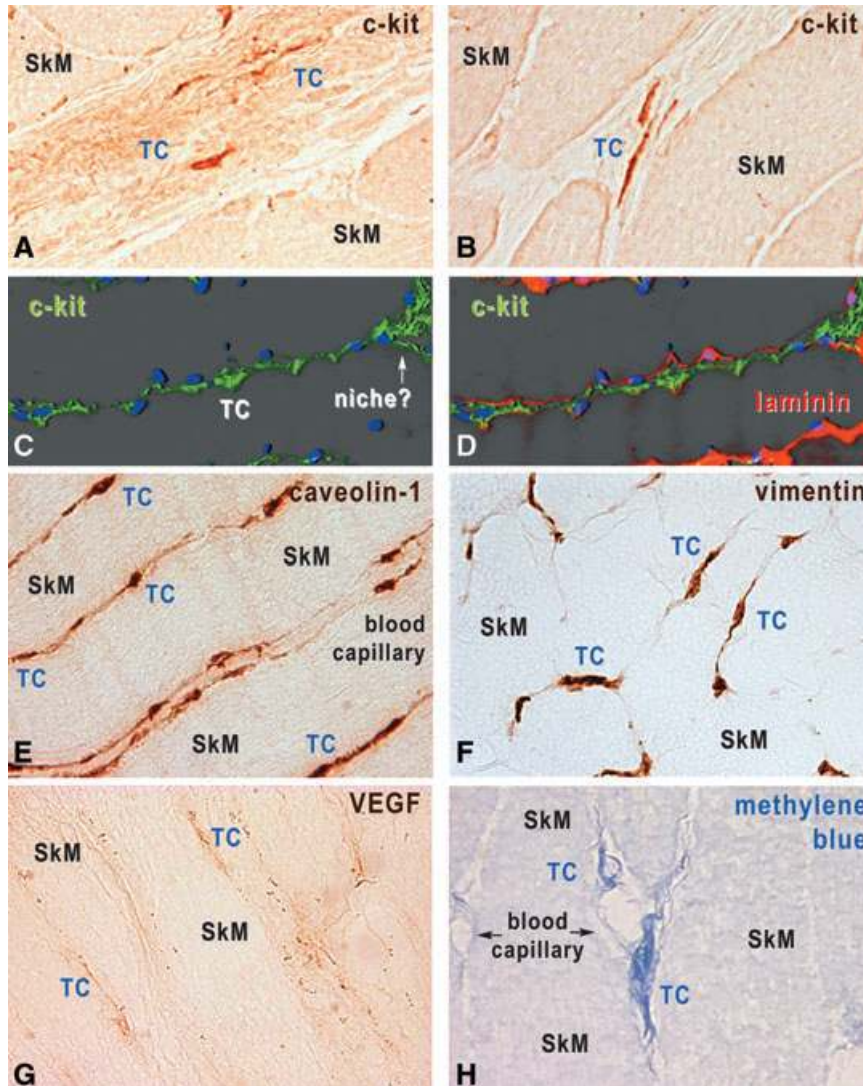 c-kit
SkM
TC
TC
SkM
A
c-kit
SkM
TC
SkM
B
c-kit
TC
niche?
C
c-kit
laminin
D
TC
caveolin-1
SkM
TC
SkM
blood
capillary
TC
SkM
TC
E
vimentin
TC
SkM
TC
TC
SkM
F
VEGF
SkM
TC
SkM
TC
G
SkM
methylene
blue
TC
blood
capillary
SkM
TC
SkM
H